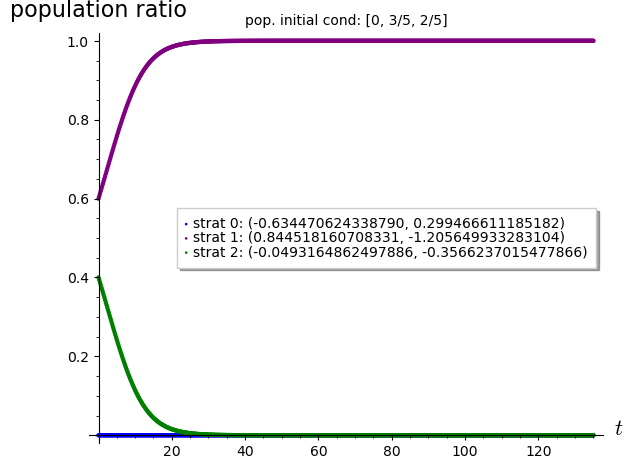 population ratio
pop. initial cond: [0, 3/5, 2/5]
1.0
0.8
0.6
strat 0: (-0.634470624338790, 0.299466611185182)
strat 1: (0.844518160708331, -1.205649933283104)
strat 2: (-0.0493164862497886, -0.3566237015477866)
0.4
0.2
t
20 40 60 80 100 120